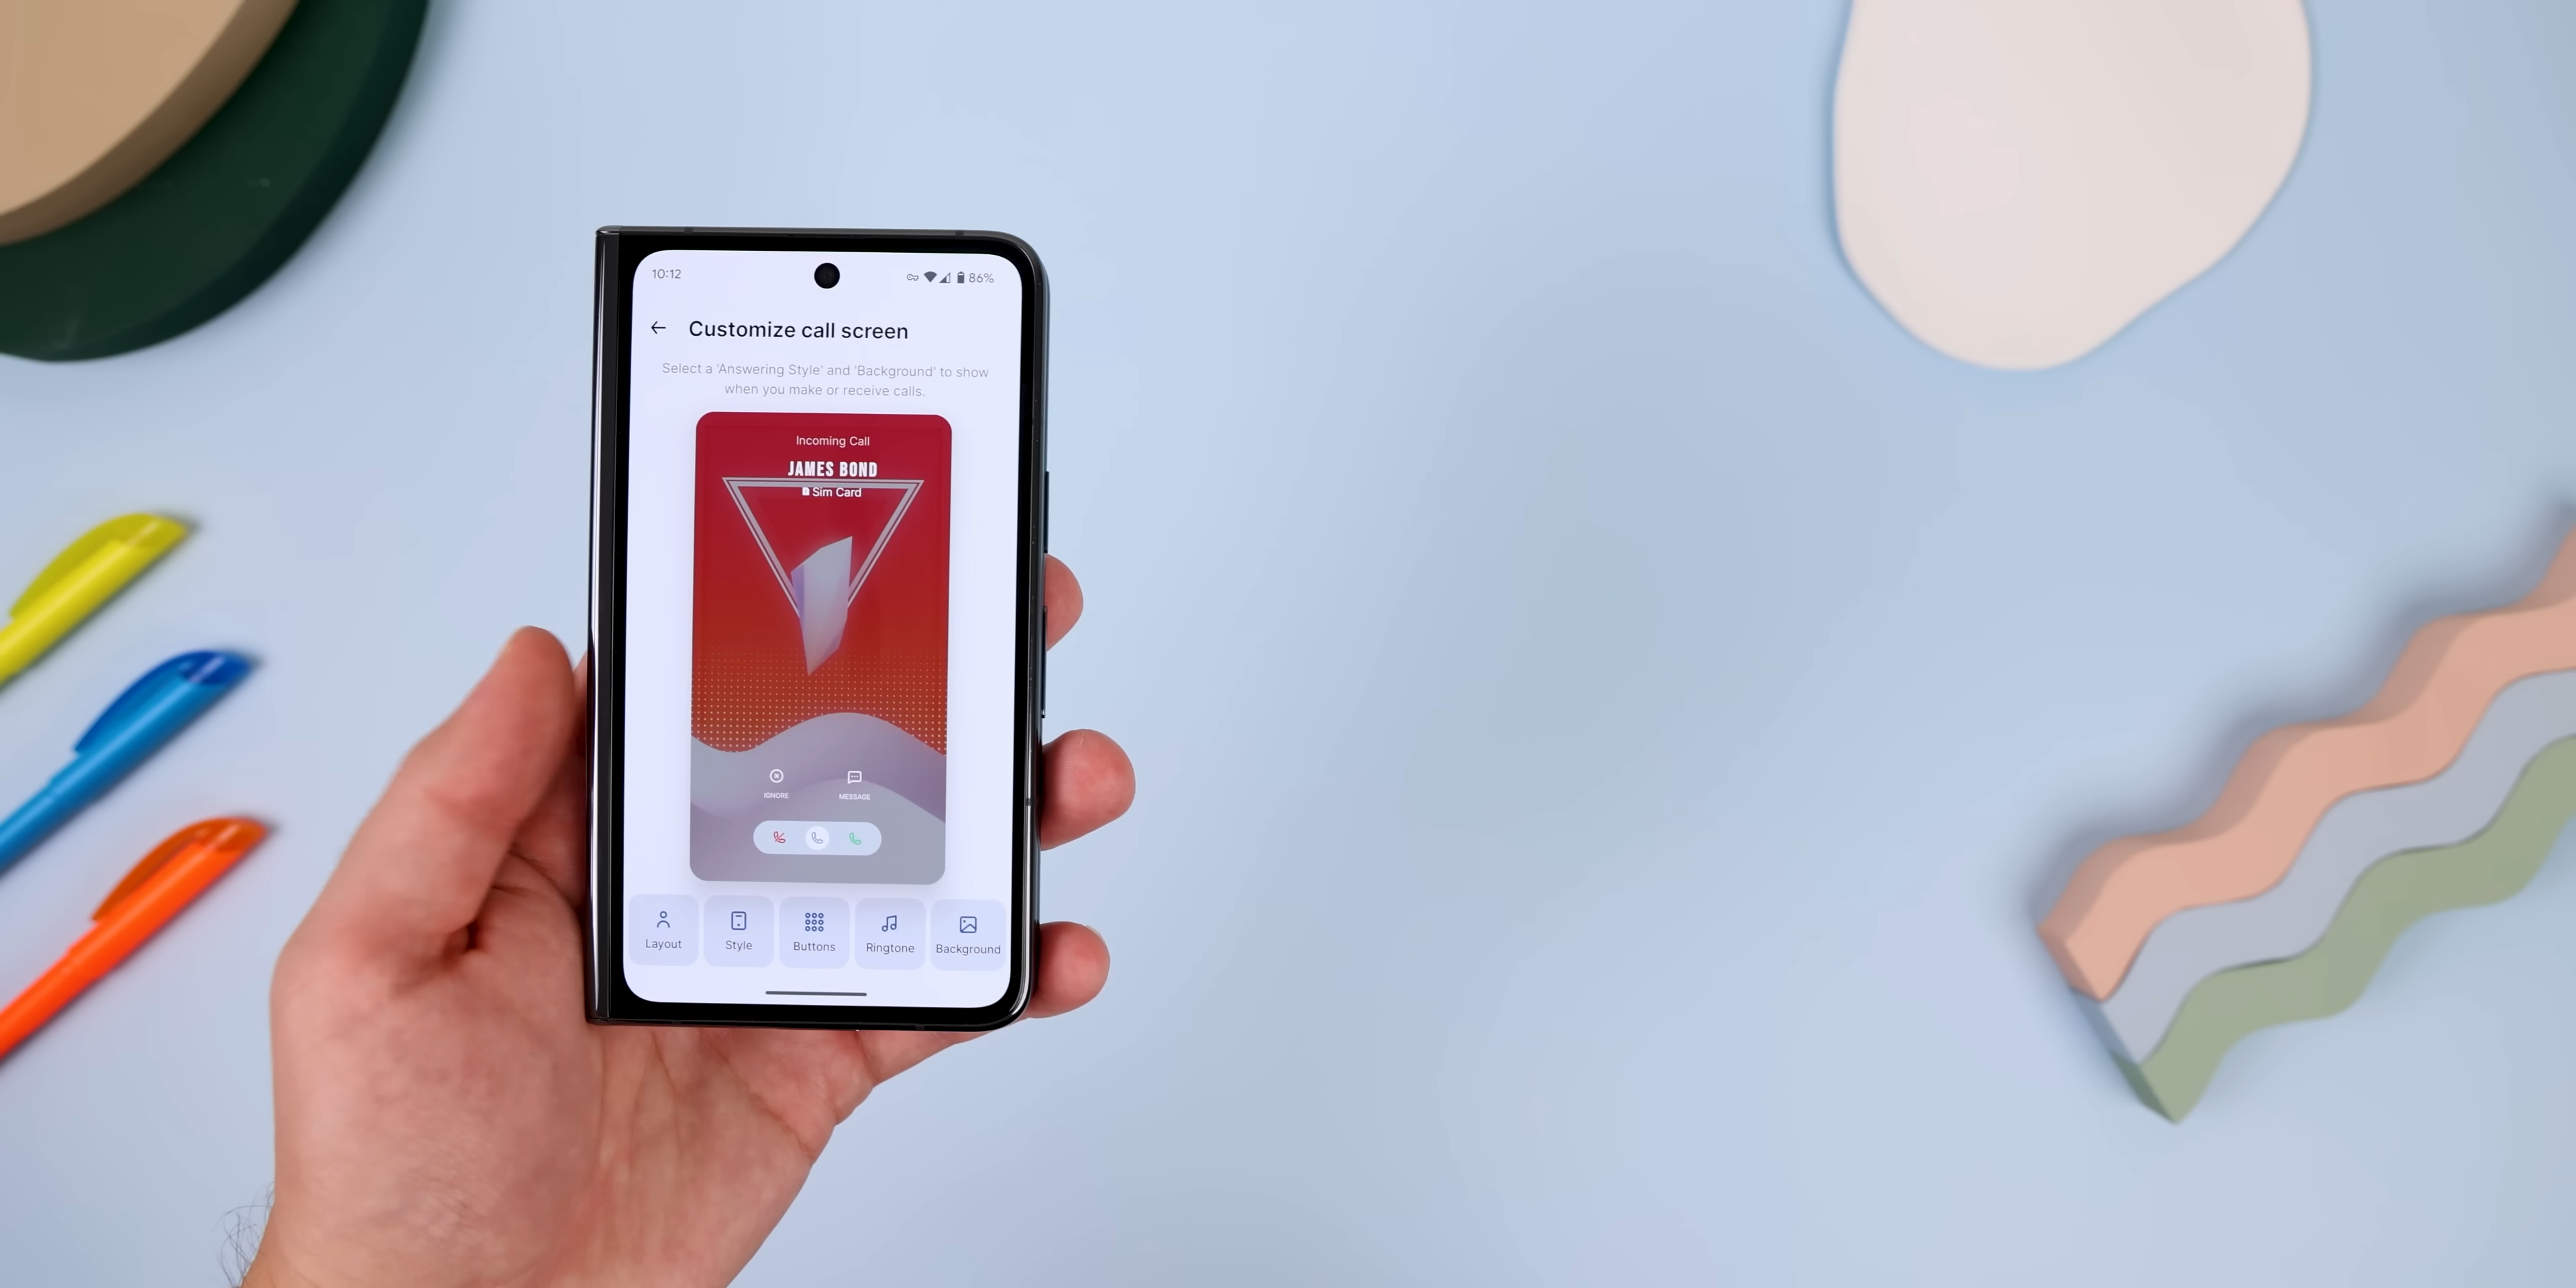 10:12
86%
Customize call screen
Select a 'Answering Style' and 'Background' to show
when you make or receive calls.
Incoming Call
JAMES BOND
Sim Card
IGNORE MESSAGE
Layout Style Buttons Ringtone Background